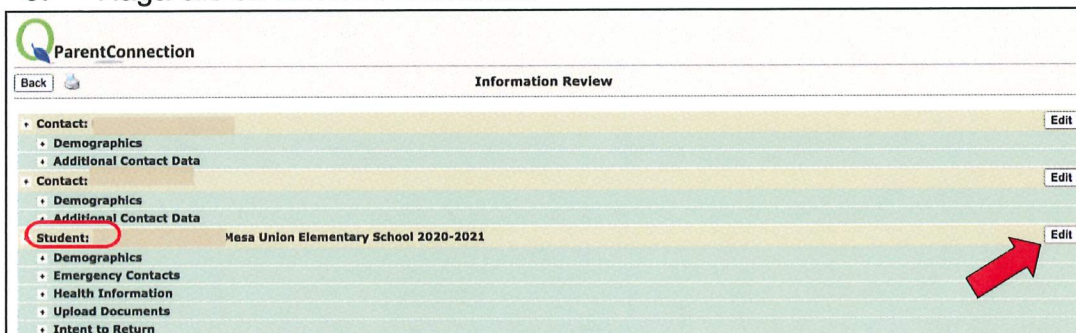 ParentConnection
Back
Information Review
Contact:
Edit
Demographics
Additional Contact Data
Contact:
Edit
Demographics
Additional Contact Data
Student:
Mesa Union Elementary School 2020-2021
Edit
Demographics
Emergency Contacts
Health Information
Upload Documents
Intent to Return